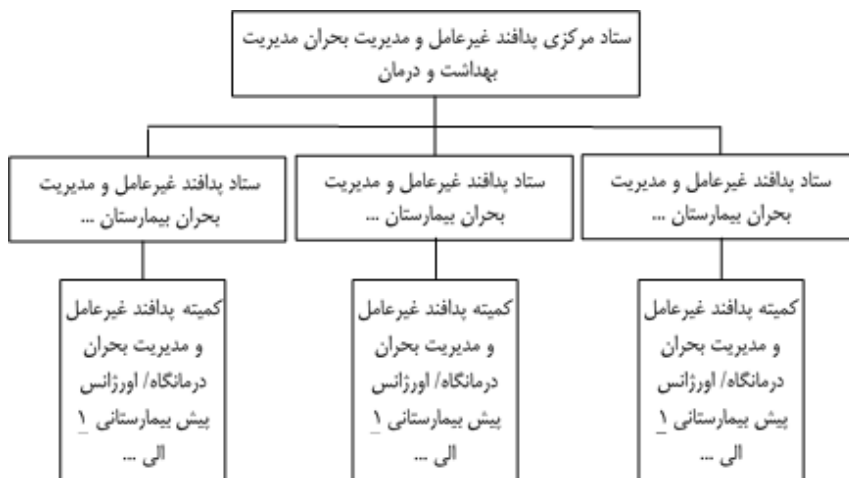 ستاد مرکزی پدافند غیرعامل و مدیریت بحران مدیریت
بهداشت و درمان
ستاد پدافند غیرعامل و مدیریت
بحران بیمارستان ...
ستاد پدافند غیرعامل و مدیریت
بحران بیمارستان ...
ستاد پدافند غیرعامل و مدیریت
بحران بیمارستان ...
کمیته پدافند غیرعامل
و مدیریت بحران
درمانگاه/ اورژانس
پیش بیمارستانی ۱
الی ...
کمیته پدافند غیرعامل
و مدیریت بحران
درمانگاه/ اورژانس
پیش بیمارستانی ۱
الی ...
کمیته پدافند غیرعامل
و مدیریت بحران
درمانگاه/ اورژانس
پیش بیمارستانی ۱
الی ...